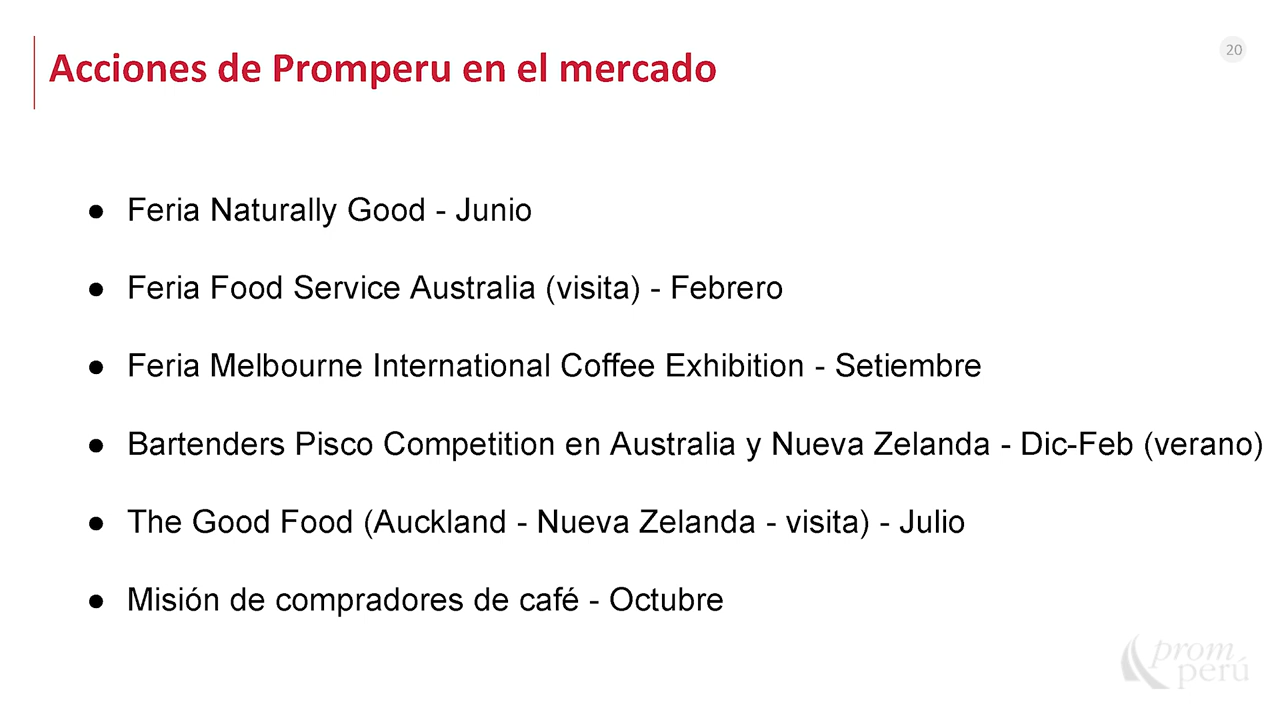 Acciones de Promperu en el mercado
20
● Feria Naturally Good - Junio
● Feria Food Service Australia (visita) - Febrero
● Feria Melbourne International Coffee Exhibition - Setiembre
● Bartenders Pisco Competition en Australia y Nueva Zelanda - Dic-Feb (verano)
● The Good Food (Auckland - Nueva Zelanda - visita) - Julio
● Misión de compradores de café - Octubre
prom
perú